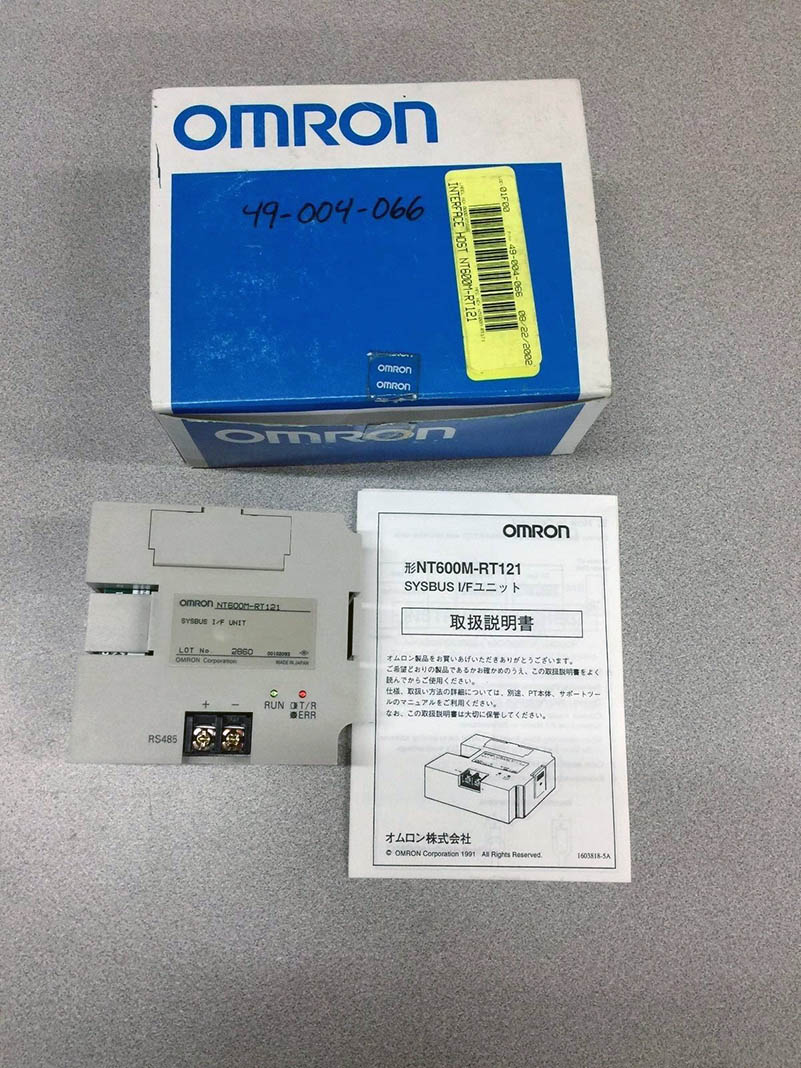 OMRON
49-004-066
01F00
49-004-066
08/22/2002
INTERFACE HOST NT600M-RT121
OMRON
OMRON
OMRON
OMRON NT600M-RT121
SYSBUS I/F UNIT
LOT No. 2860 00102093
OMRON Corporation MADE IN JAPAN
+ −
RUN T/R
ERR
RS485
OMRON
形NT600M-RT121
SYSBUS I/Fユニット
取扱説明書
オムロン製品をお買いあげいただきありがとうございます。
ご希望どおりの製品であるかお確かめのうえ、この取扱説明書をよく
読んでからご使用ください。
仕様、取扱い方法の詳細については、別途、PT本体、サポートツー
ルのマニュアルをご利用ください。
なお、この取扱説明書は大切に保管してください。
オムロン株式会社
© OMRON Corporation 1991 All Rights Reserved.
1603818-5A